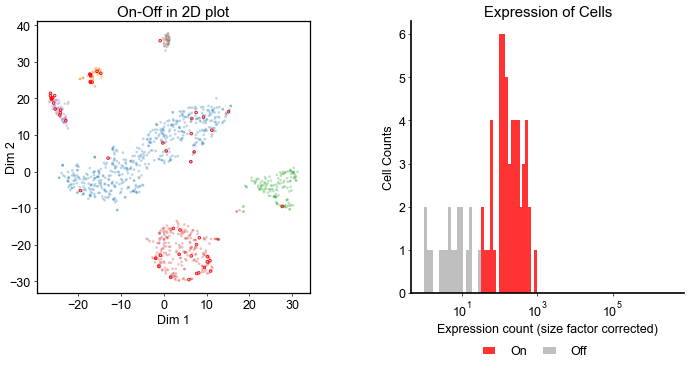 On-Off in 2D plot
40
30
20
10
0
−10
−20
−30
Dim 2
−20 −10 0 10 20 30
Dim 1
Expression of Cells
6
5
4
3
2
1
0
Cell Counts
10^1 10^3 10^5
Expression count (size factor corrected)
On Off